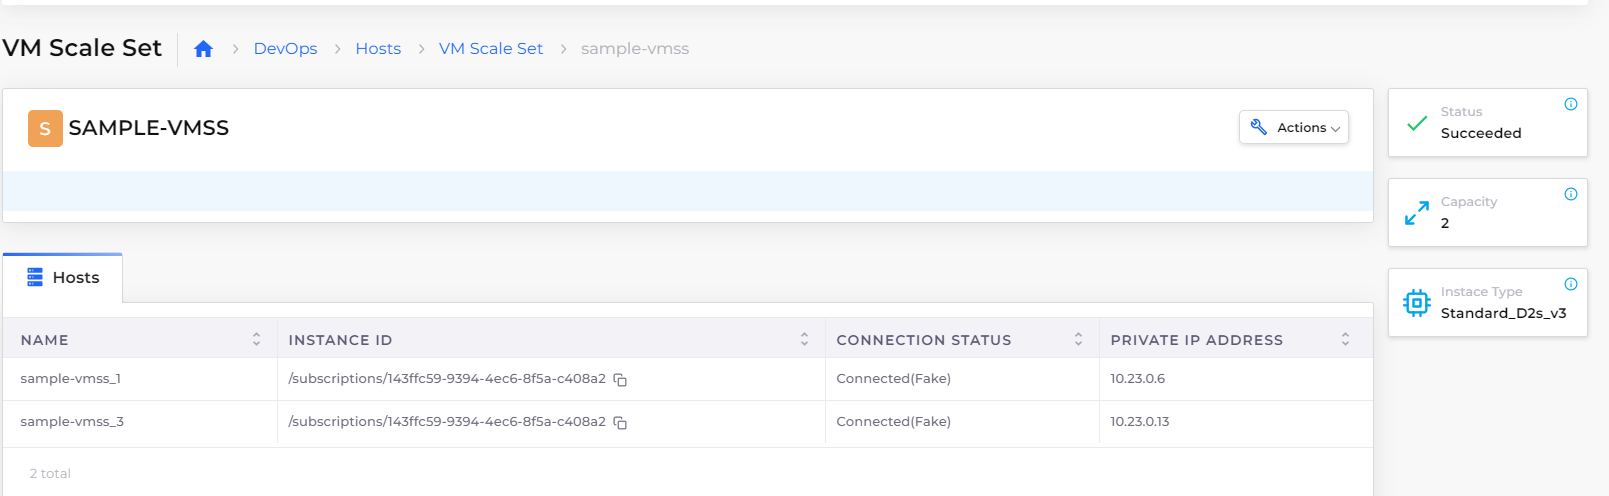 VM Scale Set
DevOps > Hosts > VM Scale Set > sample-vmss
S SAMPLE-VMSS
Actions
Status
Succeeded
Capacity
2
Instace Type
Standard_D2s_v3
Hosts
NAME INSTANCE ID CONNECTION STATUS PRIVATE IP ADDRESS
sample-vmss_1 /subscriptions/143ffc59-9394-4ec6-8f5a-c408a2 Connected(Fake) 10.23.0.6
sample-vmss_3 /subscriptions/143ffc59-9394-4ec6-8f5a-c408a2 Connected(Fake) 10.23.0.13
2 total